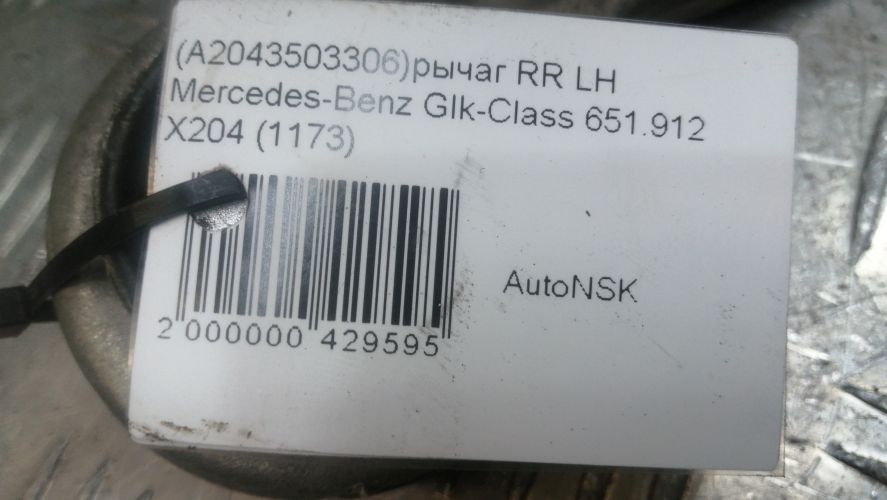 (A2043503306)рычаг RR LH
Mercedes-Benz Glk-Class 651.912
X204 (1173)
AutoNSK
2 000000 429595